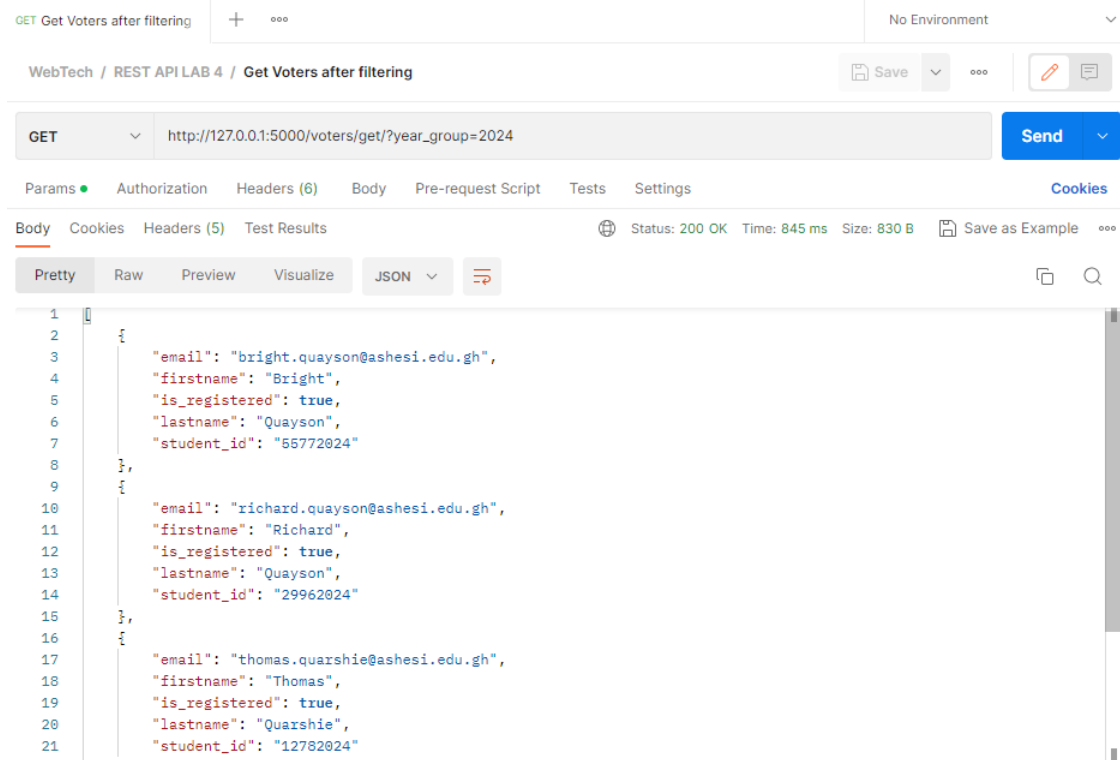 GET Get Voters after filtering + ooo No Environment
WebTech / REST API LAB 4 / Get Voters after filtering Save ooo
GET http://127.0.0.1:5000/voters/get/?year_group=2024 Send
Params Authorization Headers (6) Body Pre-request Script Tests Settings Cookies
Body Cookies Headers (5) Test Results Status: 200 OK Time: 845 ms Size: 830 B Save as Example ooo
Pretty Raw Preview Visualize JSON
1 [
2 {
3 "email": "bright.quayson@ashesi.edu.gh",
4 "firstname": "Bright",
5 "is_registered": true,
6 "lastname": "Quayson",
7 "student_id": "55772024"
8 },
9 {
10 "email": "richard.quayson@ashesi.edu.gh",
11 "firstname": "Richard",
12 "is_registered": true,
13 "lastname": "Quayson",
14 "student_id": "29962024"
15 },
16 {
17 "email": "thomas.quarshie@ashesi.edu.gh",
18 "firstname": "Thomas",
19 "is_registered": true,
20 "lastname": "Quarshie",
21 "student_id": "12782024"